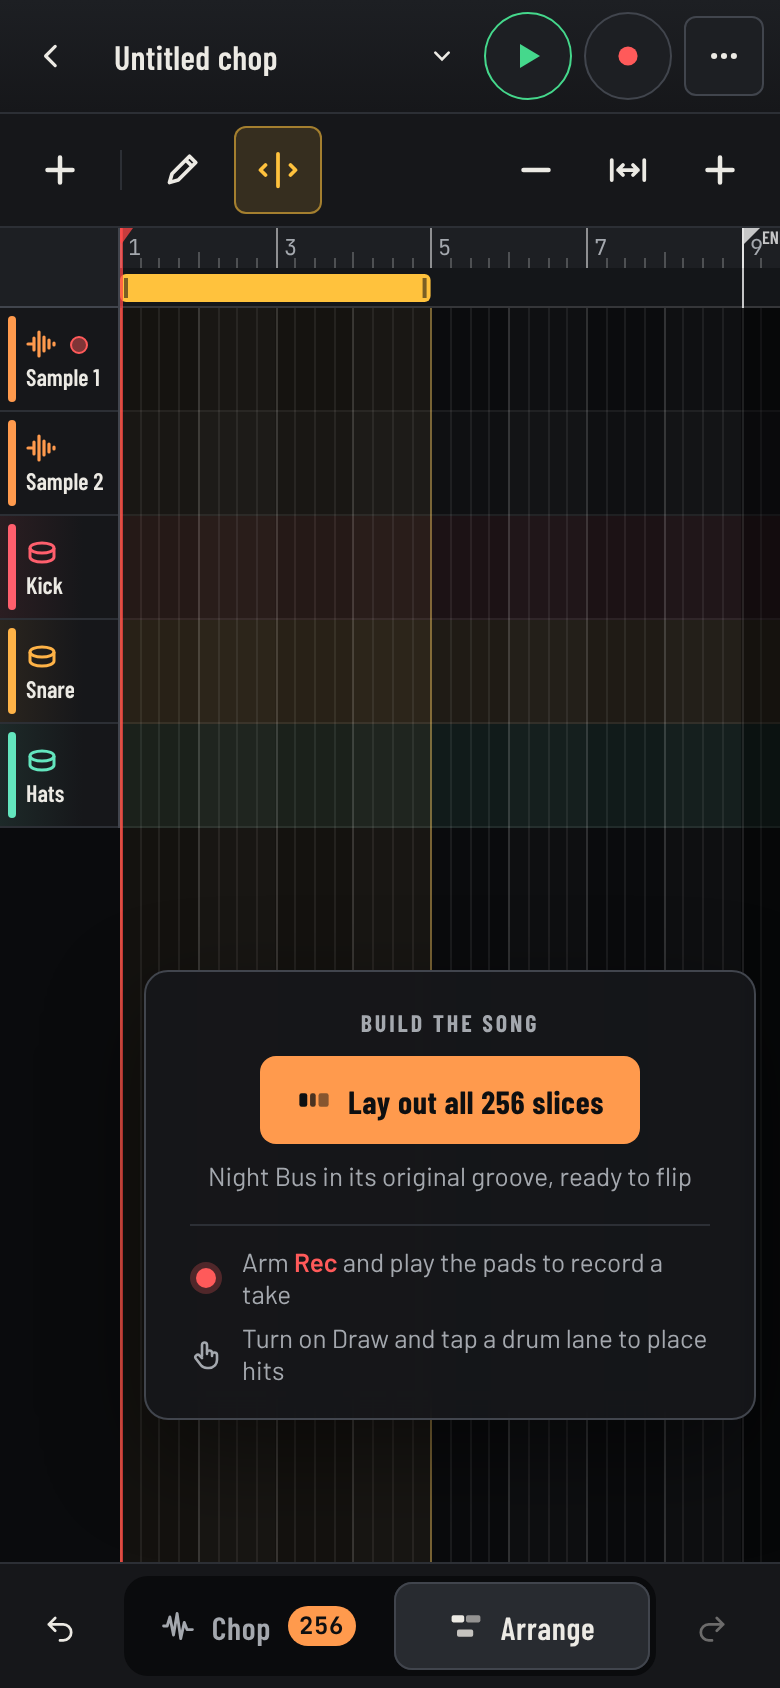 Untitled chop
1 3 5 7 9 EN
Sample 1
Sample 2
Kick
Snare
Hats
BUILD THE SONG
Lay out all 256 slices
Night Bus in its original groove, ready to flip
Arm Rec and play the pads to record a
take
Turn on Draw and tap a drum lane to place
hits
Chop 256 Arrange